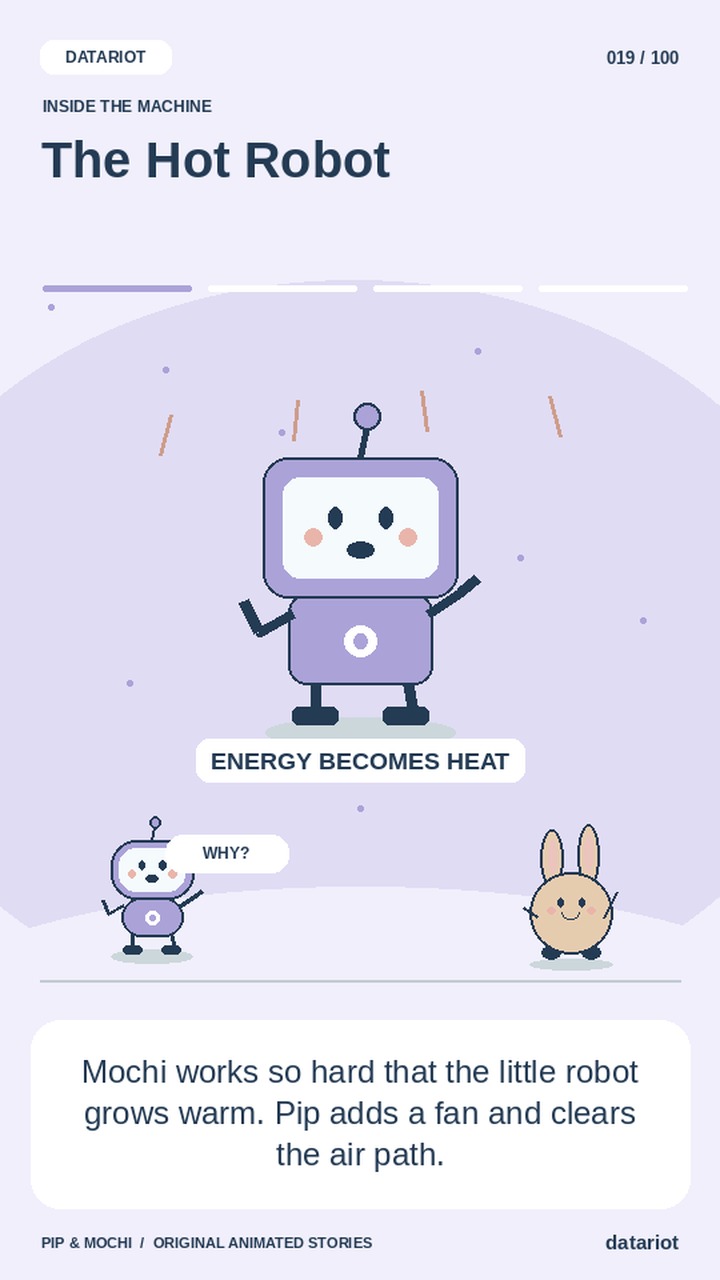 DATARIOT
019 / 100
INSIDE THE MACHINE
The Hot Robot
ENERGY BECOMES HEAT
WHY?
Mochi works so hard that the little robot
grows warm. Pip adds a fan and clears
the air path.
PIP & MOCHI / ORIGINAL ANIMATED STORIES
datariot